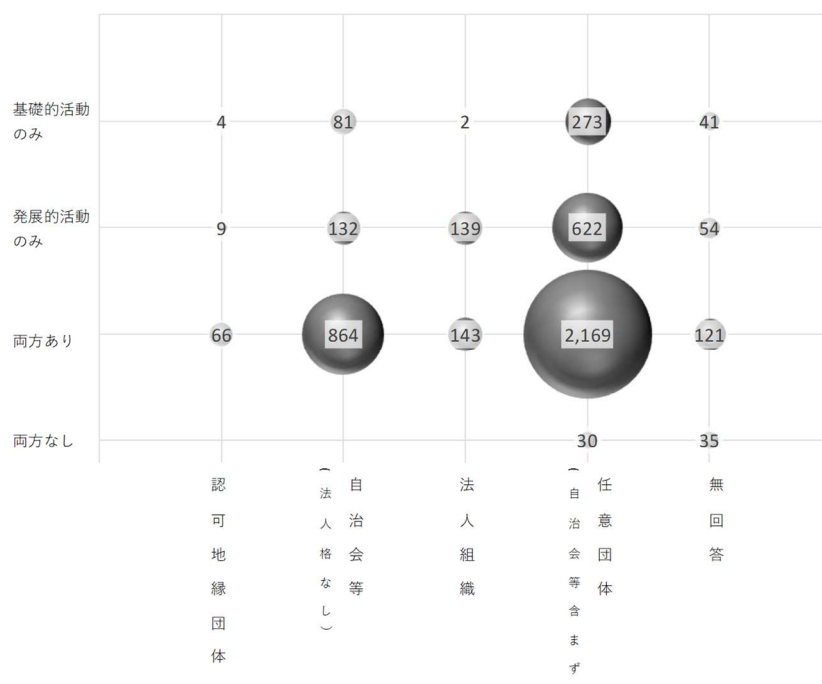 基礎的活動
のみ
4
81
2
273
41
発展的活動
のみ
9
132
139
622
54
両方あり
66
864
143
2,169
121
両方なし
30
35
認可地縁団体
自治会等
(法人格なし)
法人組織
任意団体
(自治会等含まず
無回答